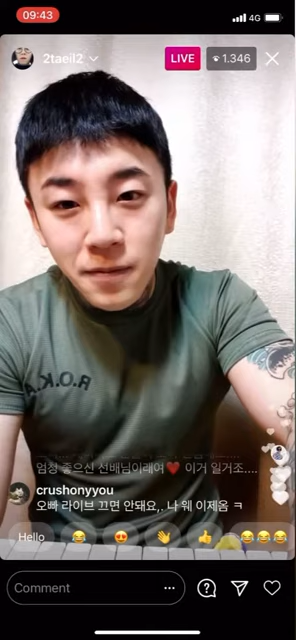 09:43
4G
2taeil2
LIVE
1.346
R.O.K.A
엄청 좋으신 선배님이래여❤️ 이거 일거조....
crushonyyou
오빠 라이브 끄면 안돼요,. 나 웨 이제옴 ㅋ
Hello 😂 😍 👋 👍 😂😂😂
Comment